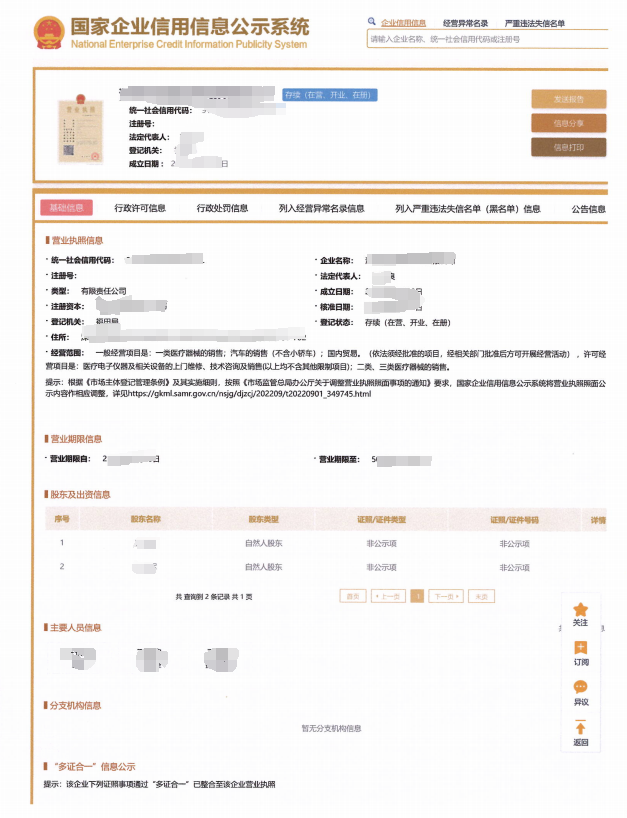 国家企业信用信息公示系统
National Enterprise Credit Information Publicity System
企业信用信息 经营异常名录 严重违法失信名单
请输入企业名称、统一社会信用代码或注册号
存续（在营、开业、在册）
统一社会信用代码：
注册号：
法定代表人：
登记机关：
成立日期：2 日
发送报告
信息分享
信息打印
营业执照
基础信息 行政许可信息 行政处罚信息 列入经营异常名录信息 列入严重违法失信名单（黑名单）信息 公告信息
营业执照信息
· 统一社会信用代码： · 企业名称：
· 注册号： · 法定代表人：
· 类型： 有限责任公司 · 成立日期：
· 注册资本： · 核准日期：
· 登记机关： 福田局 · 登记状态： 存续（在营、开业、在册）
· 住所：
· 经营范围： 一般经营项目是：一类医疗器械的销售；汽车的销售（不含小轿车）；国内贸易。（依法须经批准的项目，经相关部门批准后方可开展经营活动），许可经
营项目是：医疗电子仪器及相关设备的上门维修、技术咨询及销售(以上均不含其他限制项目)；二类、三类医疗器械的销售。
提示：根据《市场主体登记管理条例》及其实施细则，按照《市场监管总局办公厅关于调整营业执照照面事项的通知》要求，国家企业信用信息公示系统将营业执照照面公
示内容作相应调整，详见https://gkml.samr.gov.cn/nsjg/djzcj/202209/t20220901_349745.html
营业期限信息
· 营业期限自： 2 日 · 营业期限至： 5
股东及出资信息
序号 股东名称 股东类型 证照/证件类型 证照/证件号码 详情
1 自然人股东 非公示项 非公示项
2 自然人股东 非公示项 非公示项
共 查询到 2 条记录 共 1 页
首页 上一页 1 下一页 末页
主要人员信息
关注
订阅
异议
返回
分支机构信息
暂无分支机构信息
“多证合一”信息公示
提示：该企业下列证照事项通过“多证合一”已整合至该企业营业执照